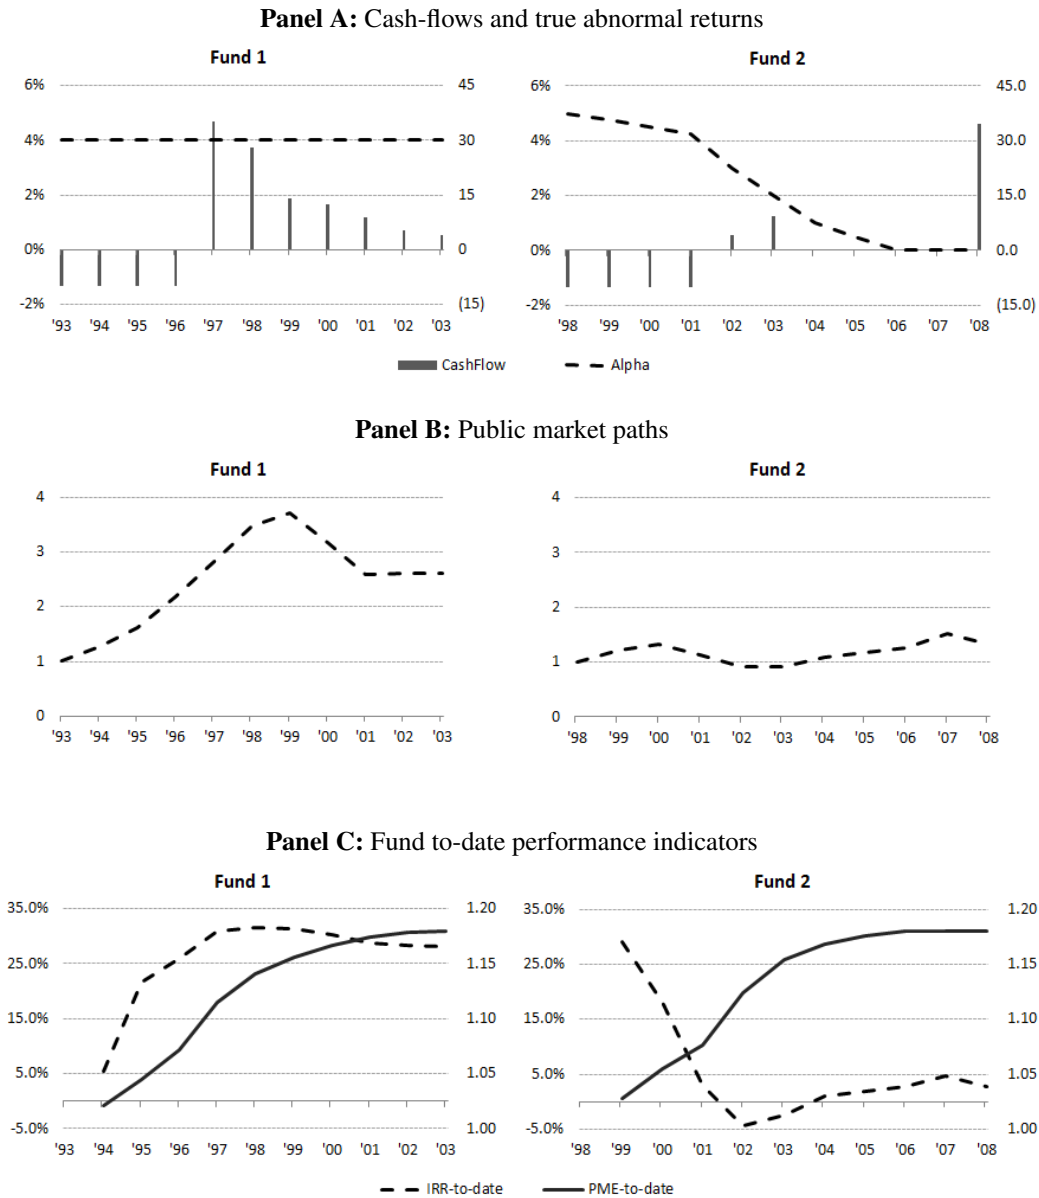 Panel A: Cash-flows and true abnormal returns
Fund 1
Fund 2
6%
4%
2%
0%
-2%
45
30
15
0
(15)
'93 '94 '95 '96 '97 '98 '99 '00 '01 '02 '03
6%
4%
2%
0%
-2%
45.0
30.0
15.0
0.0
(15.0)
'98 '99 '00 '01 '02 '03 '04 '05 '06 '07 '08
CashFlow Alpha
Panel B: Public market paths
Fund 1
Fund 2
4
3
2
1
0
'93 '94 '95 '96 '97 '98 '99 '00 '01 '02 '03
4
3
2
1
0
'98 '99 '00 '01 '02 '03 '04 '05 '06 '07 '08
Panel C: Fund to-date performance indicators
Fund 1
Fund 2
35.0%
25.0%
15.0%
5.0%
-5.0%
1.20
1.15
1.10
1.05
1.00
'93 '94 '95 '96 '97 '98 '99 '00 '01 '02 '03
35.0%
25.0%
15.0%
5.0%
-5.0%
1.20
1.15
1.10
1.05
1.00
'98 '99 '00 '01 '02 '03 '04 '05 '06 '07 '08
IRR-to-date PME-to-date